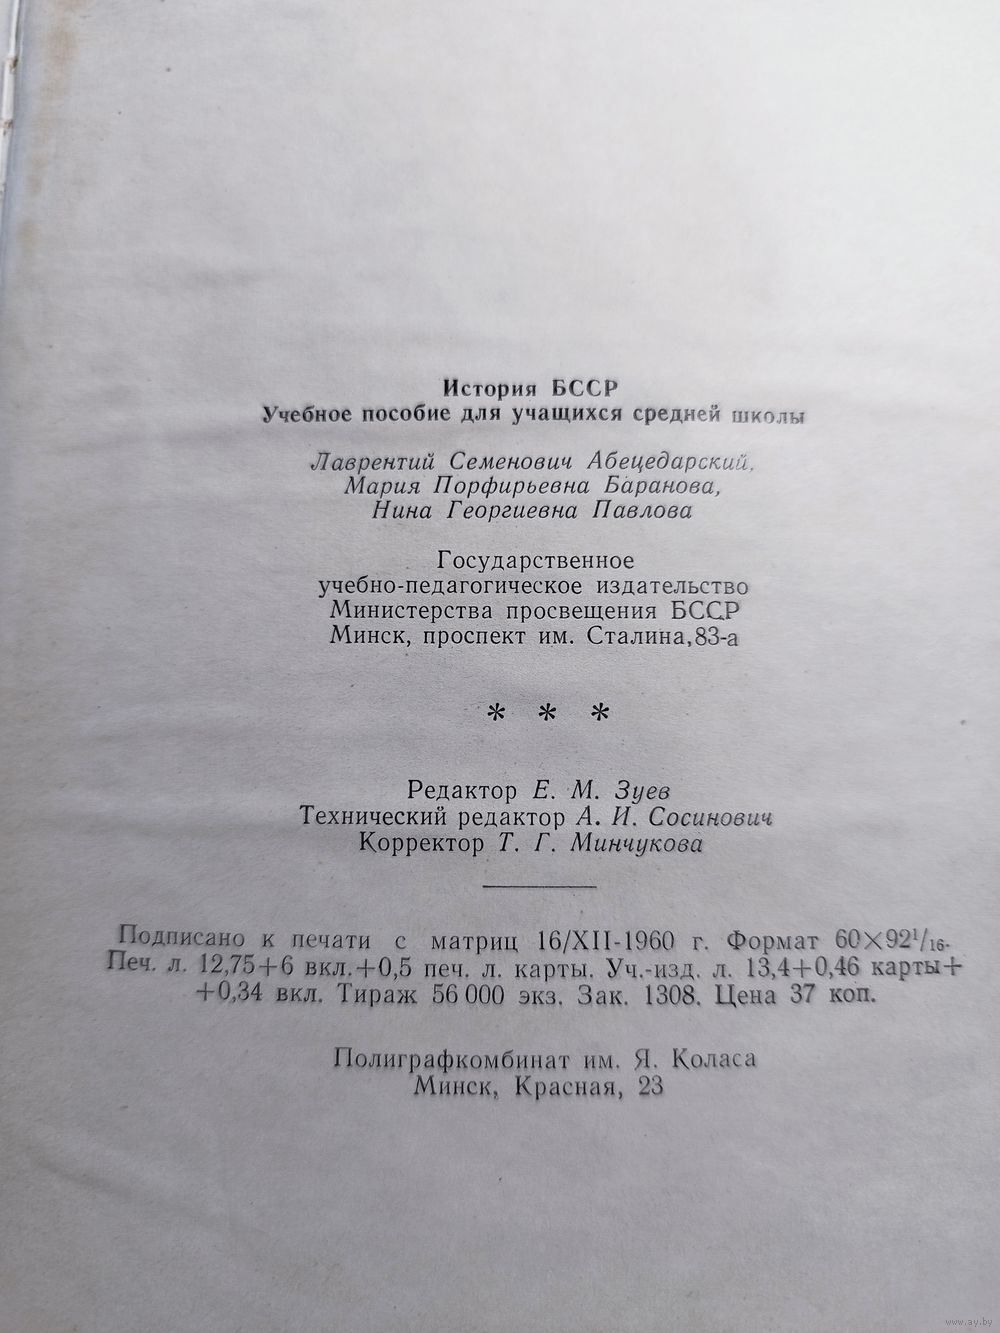 История БССР
Учебное пособие для учащихся средней школы
Лаврентий Семенович Абецедарский,
Мария Порфирьевна Баранова,
Нина Георгиевна Павлова
Государственное
учебно-педагогическое издательство
Министерства просвещения БССР
Минск, проспект им. Сталина,83-а
* * *
Редактор Е. М. Зуев
Технический редактор А. И. Сосинович
Корректор Т. Г. Минчукова
Подписано к печати с матриц 16/XII-1960 г. Формат 60×92¹/₁₆.
Печ. л. 12,75+6 вкл.+0,5 печ. л. карты. Уч.-изд. л. 13,4+0,46 карты+
+0,34 вкл. Тираж 56 000 экз. Зак. 1308. Цена 37 коп.
Полиграфкомбинат им. Я. Коласа
Минск, Красная, 23
www.ay.by